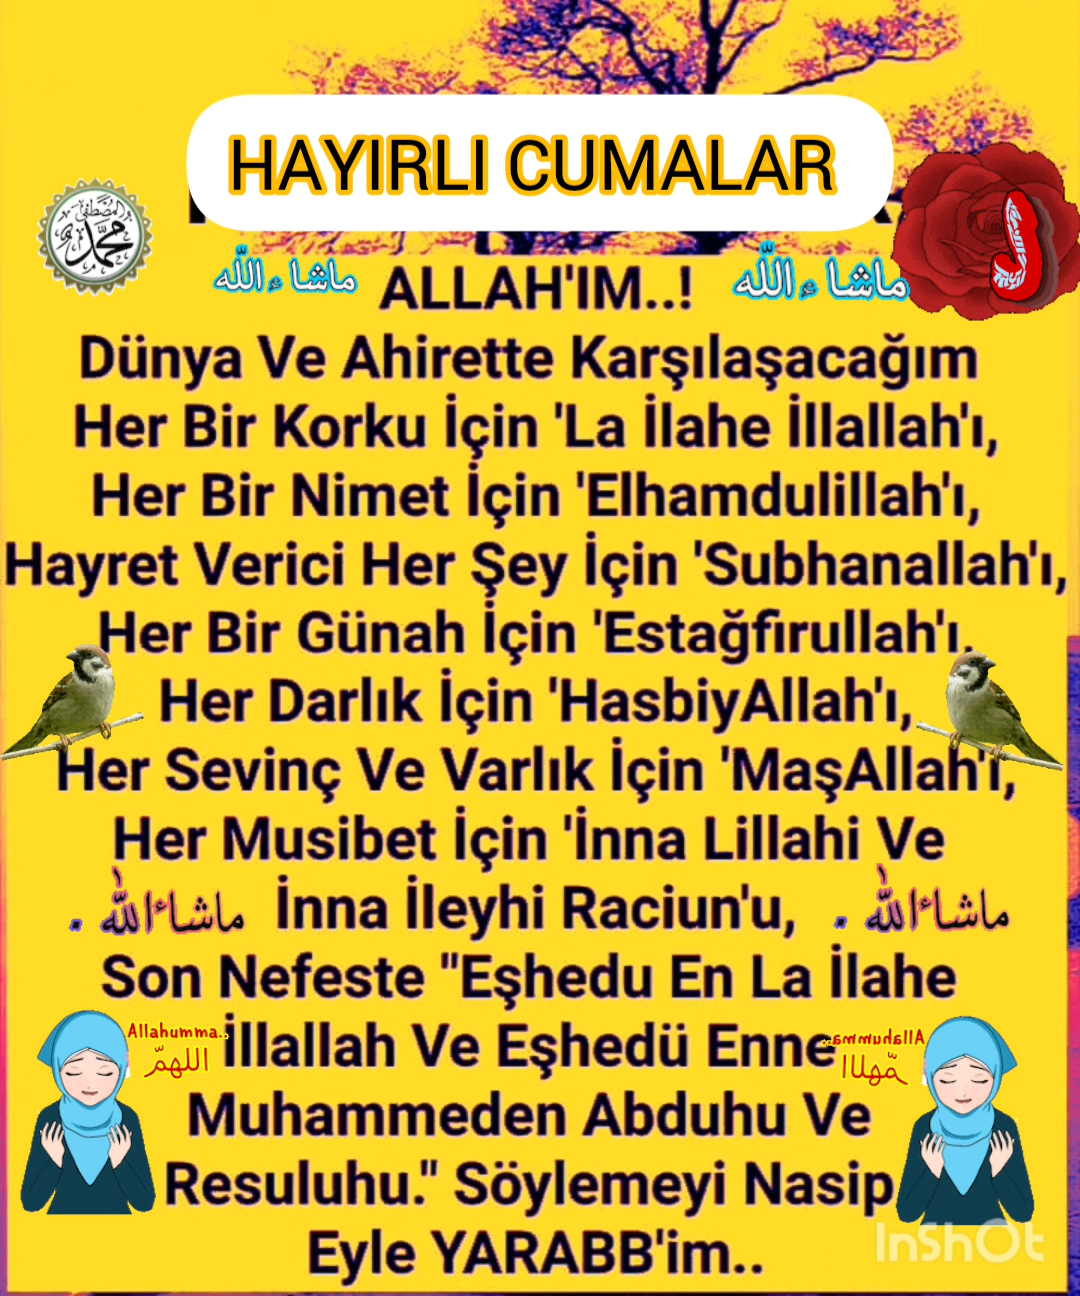 HAYIRLI CUMALAR
المصطفى
محمد
ماشاء الله
ALLAH'IM..!
ماشاء الله
Dünya Ve Ahirette Karşılaşacağım
Her Bir Korku İçin 'La İlahe İllallah'ı,
Her Bir Nimet İçin 'Elhamdulillah'ı,
Hayret Verici Her Şey İçin 'Subhanallah'ı,
Her Bir Günah İçin 'Estağfirullah'ı,
Her Darlık İçin 'HasbiyAllah'ı,
Her Sevinç Ve Varlık İçin 'MaşAllah'ı,
Her Musibet İçin 'İnna Lillahi Ve
ماشاءالله
İnna İleyhi Raciun'u,
ماشاءالله
Son Nefeste "Eşhedu En La İlahe
Allahumma..
اللهمّ
İllallah Ve Eşhedü Enne
Allahumma..
اللهمّ
Muhammeden Abduhu Ve
Resuluhu." Söylemeyi Nasip
Eyle YARABB'im..
InShOt